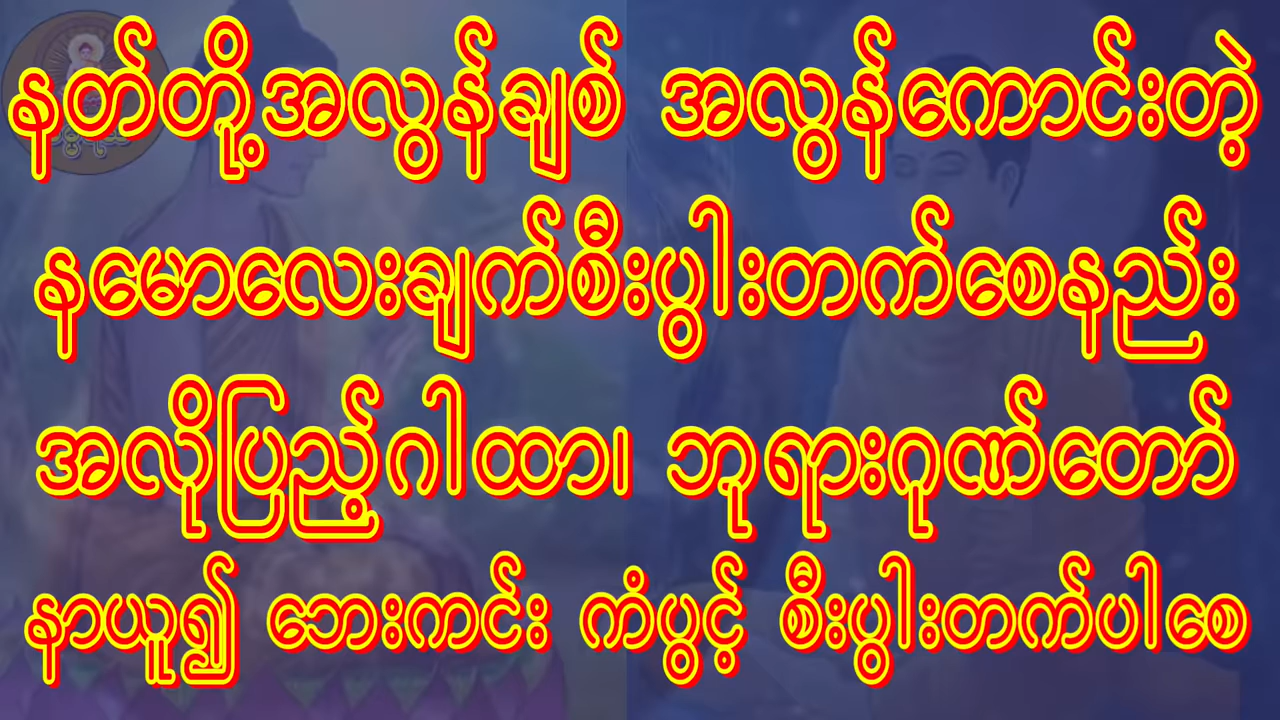 နတ်တို့အလွန်ချစ် အလွန်ကောင်းတဲ့
နမောလေးချက်စီးပွါးတက်စေနည်း
အလိုပြည့်ဂါထာ၊ ဘုရားဂုဏ်တော်
နာယူ၍ ဘေးကင်း ကံပွင့် စီးပွါးတက်ပါစေ